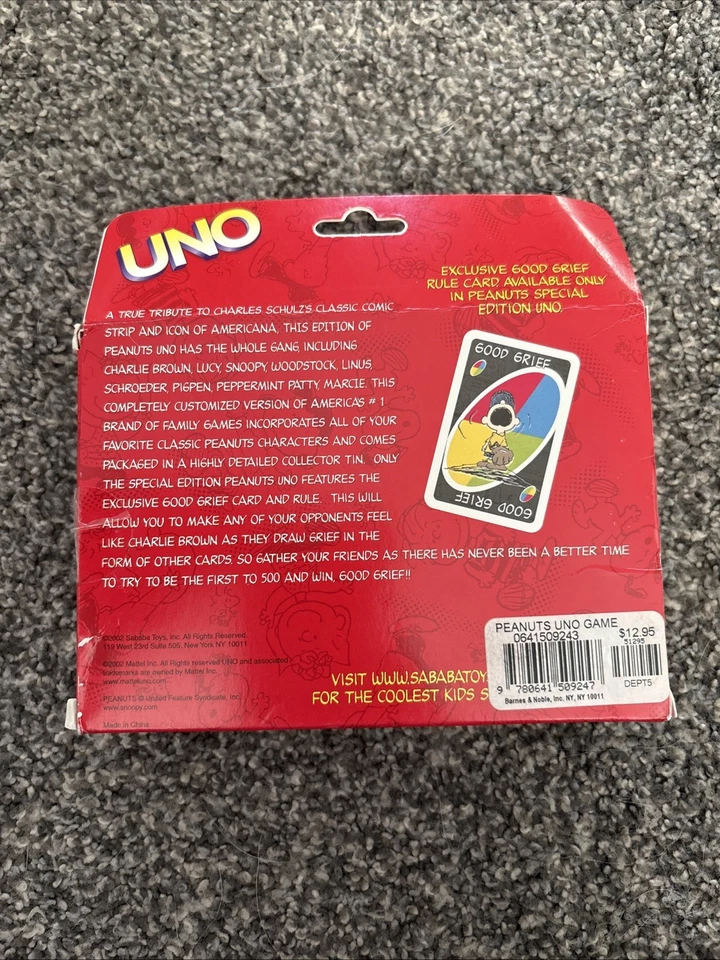 UNO
EXCLUSIVE GOOD GRIEF
RULE CARD AVAILABLE ONLY
IN PEANUTS SPECIAL
EDITION UNO.
A TRUE TRIBUTE TO CHARLES SCHULZ'S CLASSIC COMIC
STRIP AND ICON OF AMERICANA, THIS EDITION OF
PEANUTS UNO HAS THE WHOLE GANG, INCLUDING
CHARLIE BROWN, LUCY, SNOOPY, WOODSTOCK, LINUS,
SCHROEDER, PIGPEN, PEPPERMINT PATTY, MARCIE. THIS
COMPLETELY CUSTOMIZED VERSION OF AMERICA'S # 1
BRAND OF FAMILY GAMES INCORPORATES ALL OF YOUR
FAVORITE CLASSIC PEANUTS CHARACTERS AND COMES
PACKAGED IN A HIGHLY DETAILED COLLECTOR TIN. ONLY
THE SPECIAL EDITION PEANUTS UNO FEATURES THE
EXCLUSIVE GOOD GRIEF CARD AND RULE. THIS WILL
ALLOW YOU TO MAKE ANY OF YOUR OPPONENTS FEEL
LIKE CHARLIE BROWN AS THEY DRAW GRIEF IN THE
FORM OF OTHER CARDS. SO GATHER YOUR FRIENDS AS THERE HAS NEVER BEEN A BETTER TIME
TO TRY TO BE THE FIRST TO 500 AND WIN, GOOD GRIEF!!
GOOD GRIEF
GOOD GRIEF
©2002 Sababa Toys, Inc. All Rights Reserved.
119 West 23rd Suite 505, New York NY 10011
©2002 Mattel Inc. All Rights reserved UNO and associated
trademarks are owned by Mattel Inc.
www.matteluno.com
PEANUTS © United Feature Syndicate, Inc.
www.snoopy.com
Made in China
VISIT WWW.SABABATOY
FOR THE COOLEST KIDS S
PEANUTS UNO GAME
0641509243
$12.95
51295
9 780641 509247
DEPT5
Barnes & Noble, Inc. NY, NY 10011